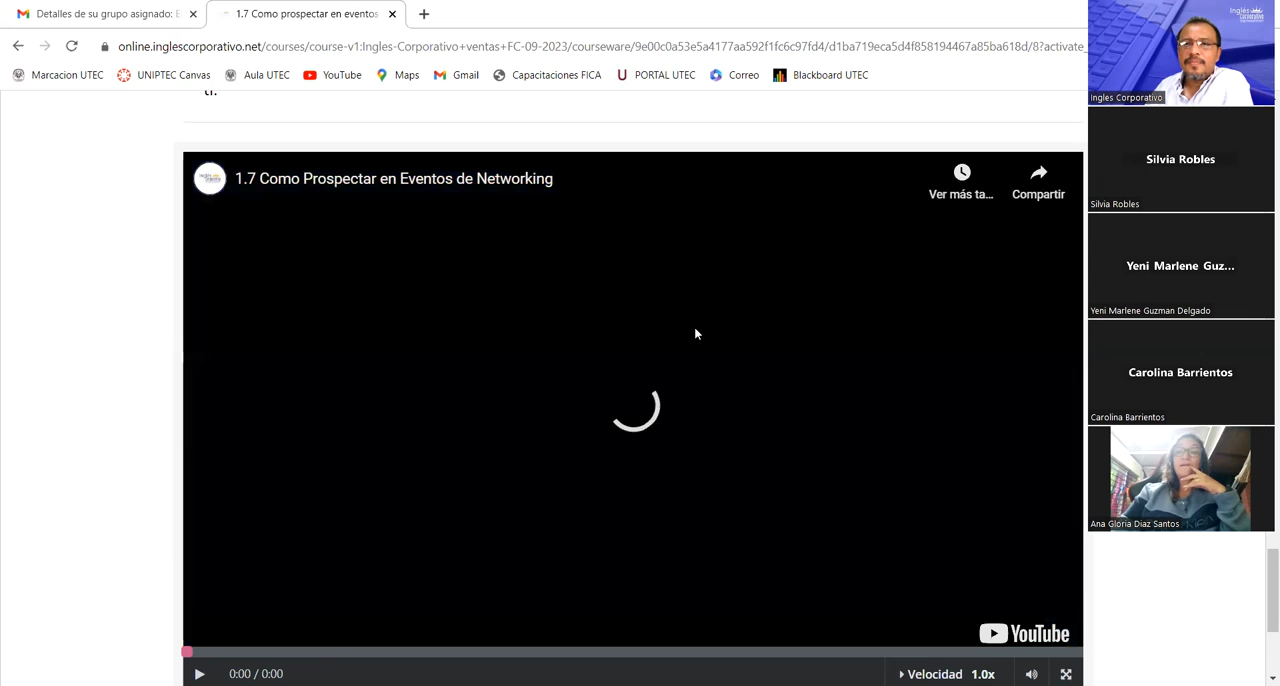 Detalles de su grupo asignado: E
1.7 Como prospectar en eventos
online.inglescorporativo.net/courses/course-v1:Ingles-Corporativo+ventas+FC-09-2023/courseware/9e00c0a53e5a4177aa592f1fc6c97fd4/d1ba719eca5d4f858194467a85ba618d/8?activate_
Marcacion UTEC
UNIPTEC Canvas
Aula UTEC
YouTube
Maps
Gmail
Capacitaciones FICA
PORTAL UTEC
Correo
Blackboard UTEC
1.7 Como Prospectar en Eventos de Networking
Ver más ta...
Compartir
YouTube
0:00 / 0:00
Velocidad 1.0x
Inglés
Corporativo
Ingles Corporativo
Silvia Robles
Silvia Robles
Yeni Marlene Guz...
Yeni Marlene Guzman Delgado
Carolina Barrientos
Carolina Barrientos
Ana Gloria Diaz Santos